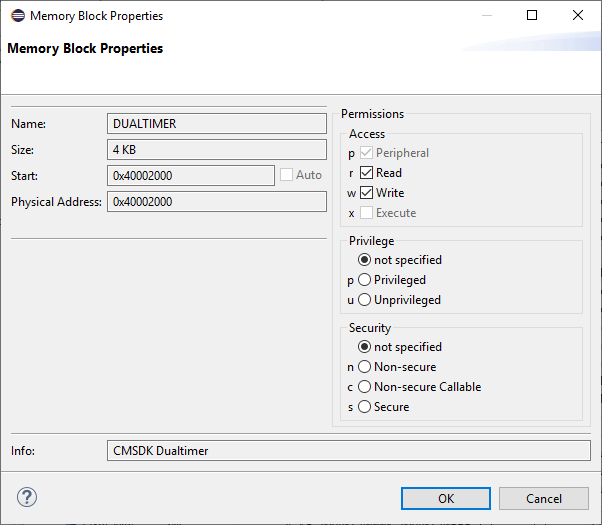 Memory Block Properties
Memory Block Properties
Name: DUALTIMER
Size: 4 KB
Start: 0x40002000 Auto
Physical Address: 0x40002000
Permissions
Access
p Peripheral
r Read
w Write
x Execute
Privilege
not specified
p Privileged
u Unprivileged
Security
not specified
n Non-secure
c Non-secure Callable
s Secure
Info: CMSDK Dualtimer
? OK Cancel